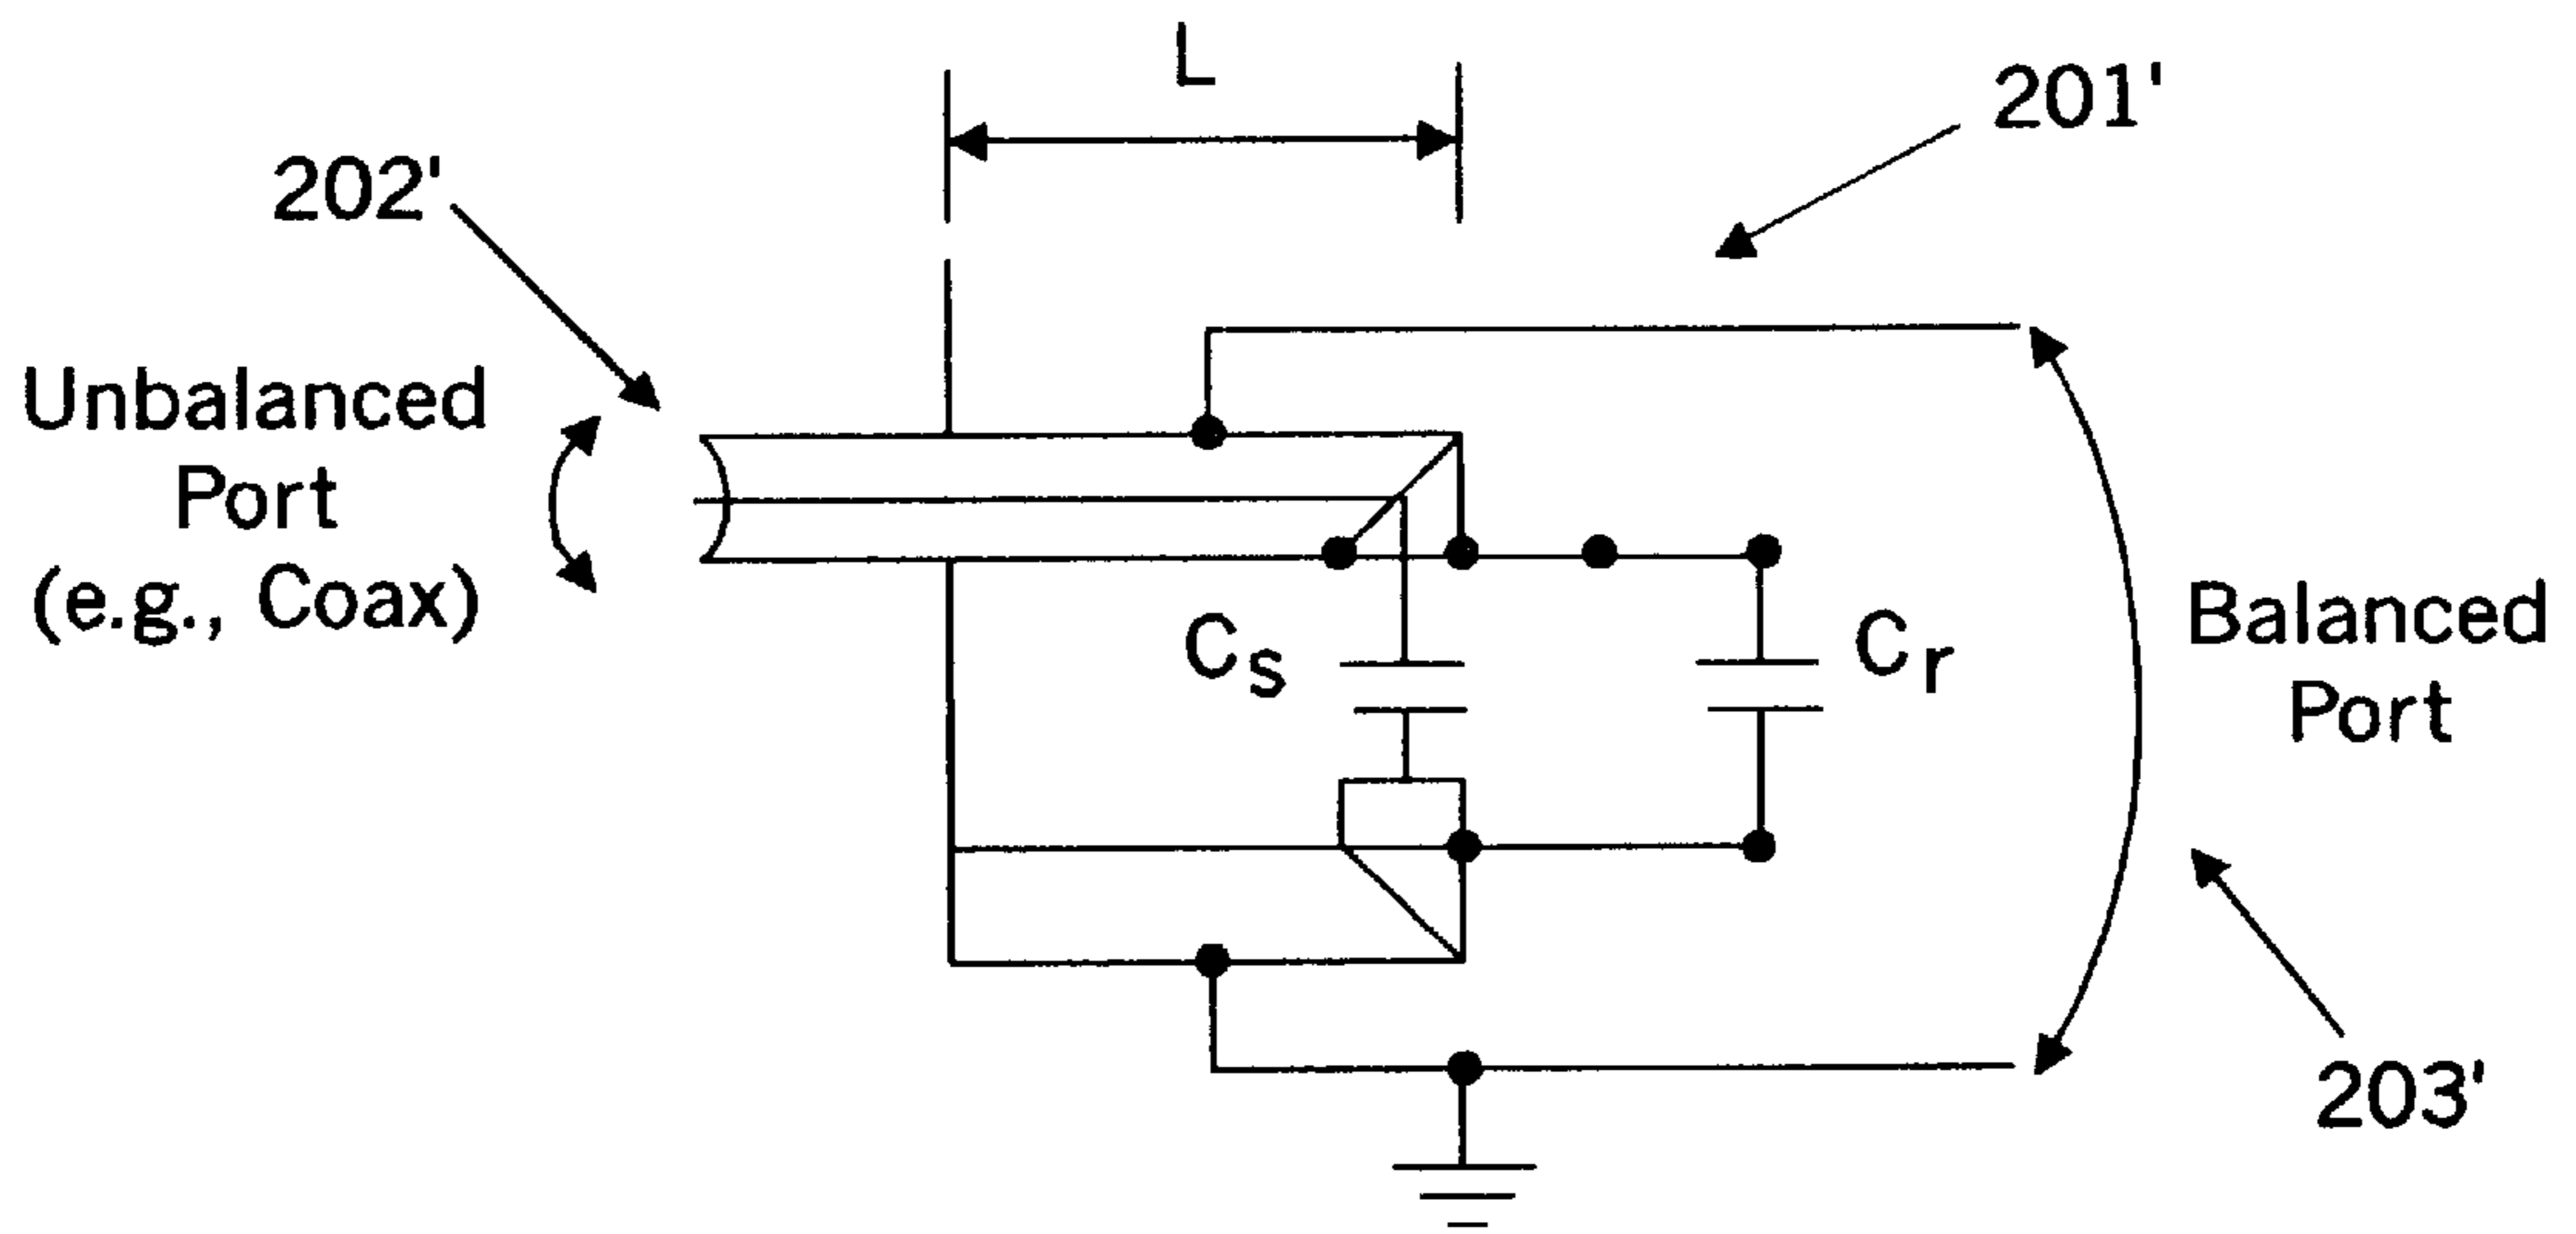 L
201'
202'
Unbalanced
Port
(e.g., Coax)
Cs
Cr
Balanced
Port
203'